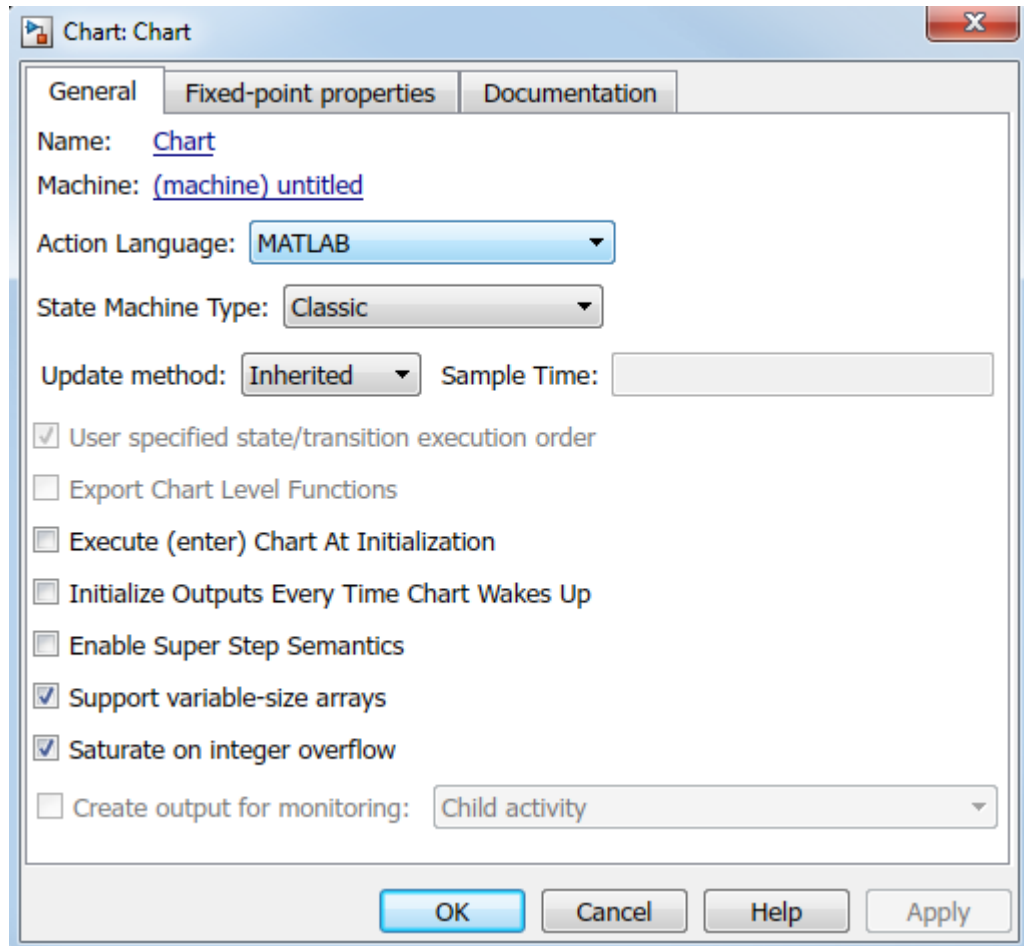 Chart: Chart
General Fixed-point properties Documentation
Name: Chart
Machine: (machine) untitled
Action Language: MATLAB
State Machine Type: Classic
Update method: Inherited Sample Time:
User specified state/transition execution order
Export Chart Level Functions
Execute (enter) Chart At Initialization
Initialize Outputs Every Time Chart Wakes Up
Enable Super Step Semantics
Support variable-size arrays
Saturate on integer overflow
Create output for monitoring: Child activity
OK Cancel Help Apply